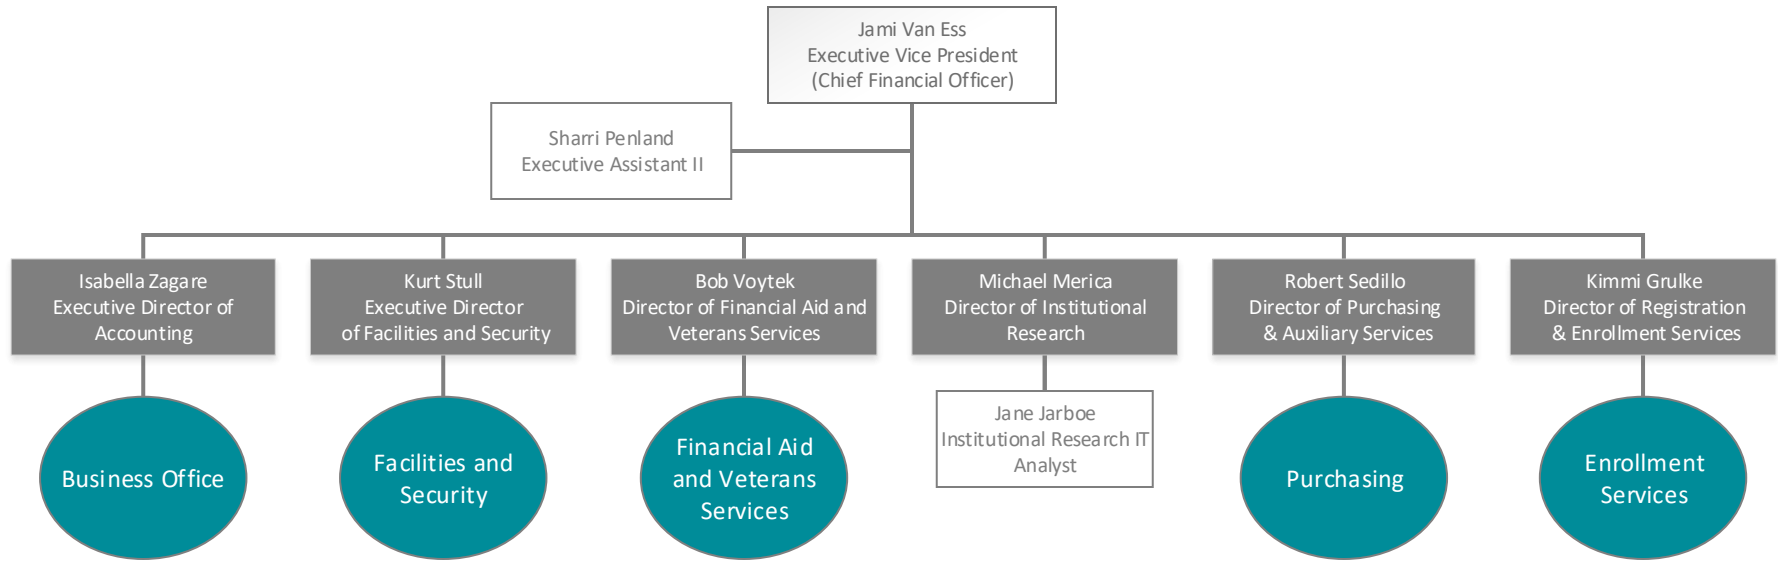 Jami Van Ess
Executive Vice President
(Chief Financial Officer)
Sharri Penland
Executive Assistant II
Isabella Zagare
Executive Director of
Accounting
Kurt Stull
Executive Director
of Facilities and Security
Bob Voytek
Director of Financial Aid and
Veterans Services
Michael Merica
Director of Institutional
Research
Robert Sedillo
Director of Purchasing
& Auxiliary Services
Kimmi Grulke
Director of Registration
& Enrollment Services
Business Office
Facilities and
Security
Financial Aid
and Veterans
Services
Jane Jarboe
Institutional Research IT
Analyst
Purchasing
Enrollment
Services